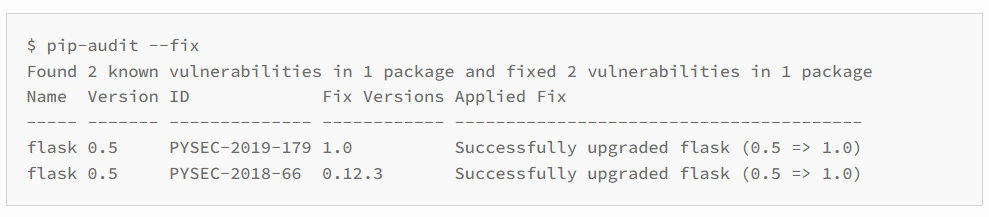 $ pip-audit --fix
Found 2 known vulnerabilities in 1 package and fixed 2 vulnerabilities in 1 package
Name  Version ID             Fix Versions Applied Fix
----- ------- -------------- ------------ ----------------------------------------
flask 0.5     PYSEC-2019-179 1.0          Successfully upgraded flask (0.5 => 1.0)
flask 0.5     PYSEC-2018-66  0.12.3       Successfully upgraded flask (0.5 => 1.0)